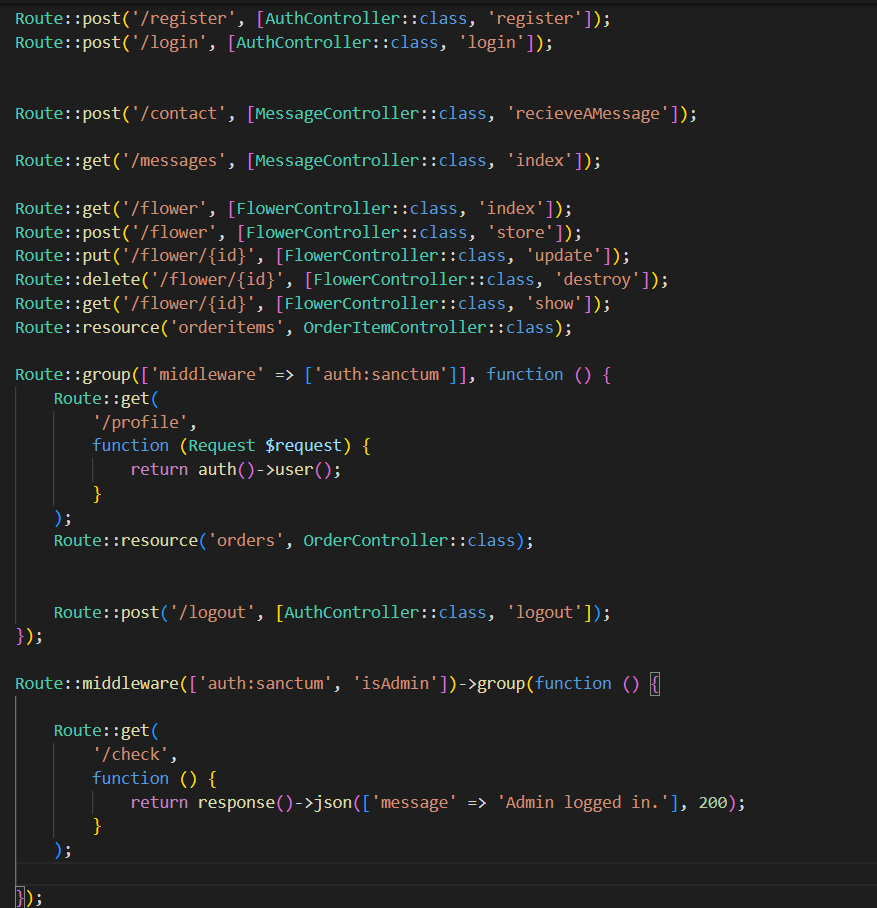 Route::post('/register', [AuthController::class, 'register']);
Route::post('/login', [AuthController::class, 'login']);
Route::post('/contact', [MessageController::class, 'recieveAMessage']);
Route::get('/messages', [MessageController::class, 'index']);
Route::get('/flower', [FlowerController::class, 'index']);
Route::post('/flower', [FlowerController::class, 'store']);
Route::put('/flower/{id}', [FlowerController::class, 'update']);
Route::delete('/flower/{id}', [FlowerController::class, 'destroy']);
Route::get('/flower/{id}', [FlowerController::class, 'show']);
Route::resource('orderitems', OrderItemController::class);
Route::group(['middleware' => ['auth:sanctum']], function () {
    Route::get(
        '/profile',
        function (Request $request) {
            return auth()->user();
        }
    );
    Route::resource('orders', OrderController::class);
    Route::post('/logout', [AuthController::class, 'logout']);
});
Route::middleware(['auth:sanctum', 'isAdmin'])->group(function () {
    Route::get(
        '/check',
        function () {
            return response()->json(['message' => 'Admin logged in.'], 200);
        }
    );
});